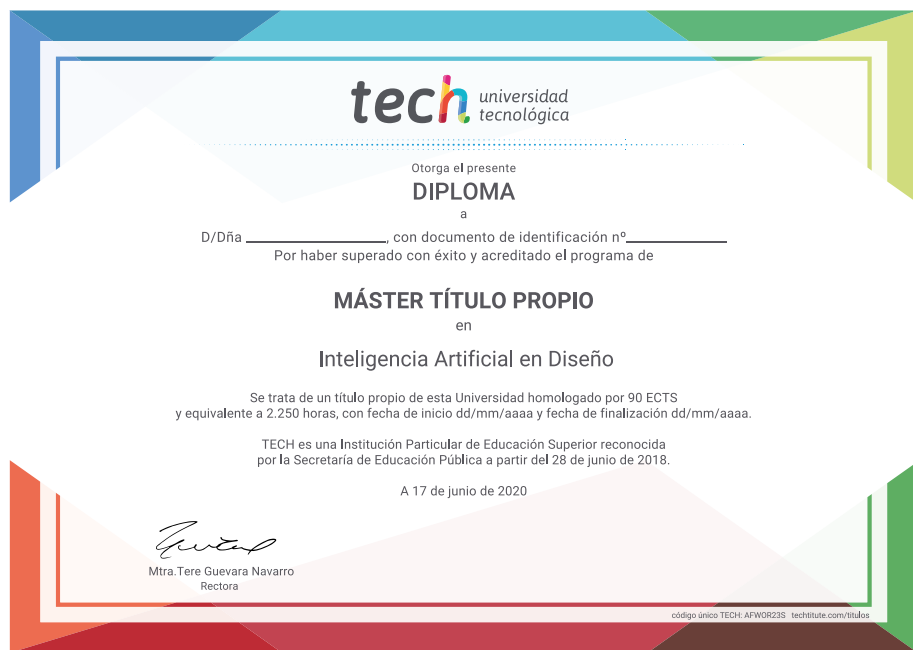 tech universidad
tecnológica
Otorga el presente
DIPLOMA
a
D/Dña ______________, con documento de identificación nº__________
Por haber superado con éxito y acreditado el programa de
MÁSTER TÍTULO PROPIO
en
Inteligencia Artificial en Diseño
Se trata de un título propio de esta Universidad homologado por 90 ECTS
y equivalente a 2.250 horas, con fecha de inicio dd/mm/aaaa y fecha de finalización dd/mm/aaaa.
TECH es una Institución Particular de Educación Superior reconocida
por la Secretaría de Educación Pública a partir del 28 de junio de 2018.
A 17 de junio de 2020
Mtra.Tere Guevara Navarro
Rectora
código único TECH: AFWOR23S techtitute.com/titulos